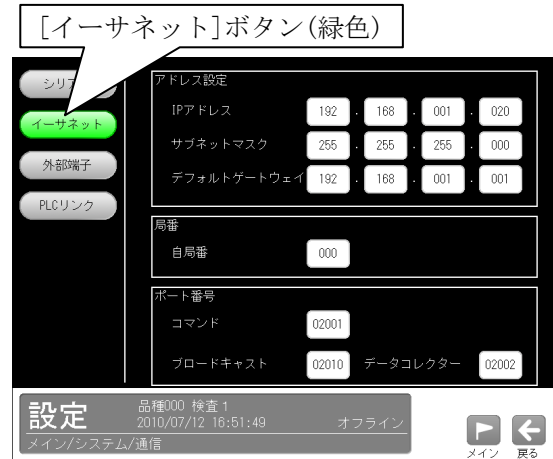 [イーサネット]ボタン(緑色)
シリア
イーサネット
外部端子
PLCリンク
アドレス設定
IPアドレス 192 . 168 . 001 . 020
サブネットマスク 255 . 255 . 255 . 000
デフォルトゲートウェイ 192 . 168 . 001 . 001
局番
自局番 000
ポート番号
コマンド 02001
ブロードキャスト 02010 データコレクター 02002
設定
品種000 検査1
2010/07/12 16:51:49 オフライン
メイン/システム/通信
メイン 戻る